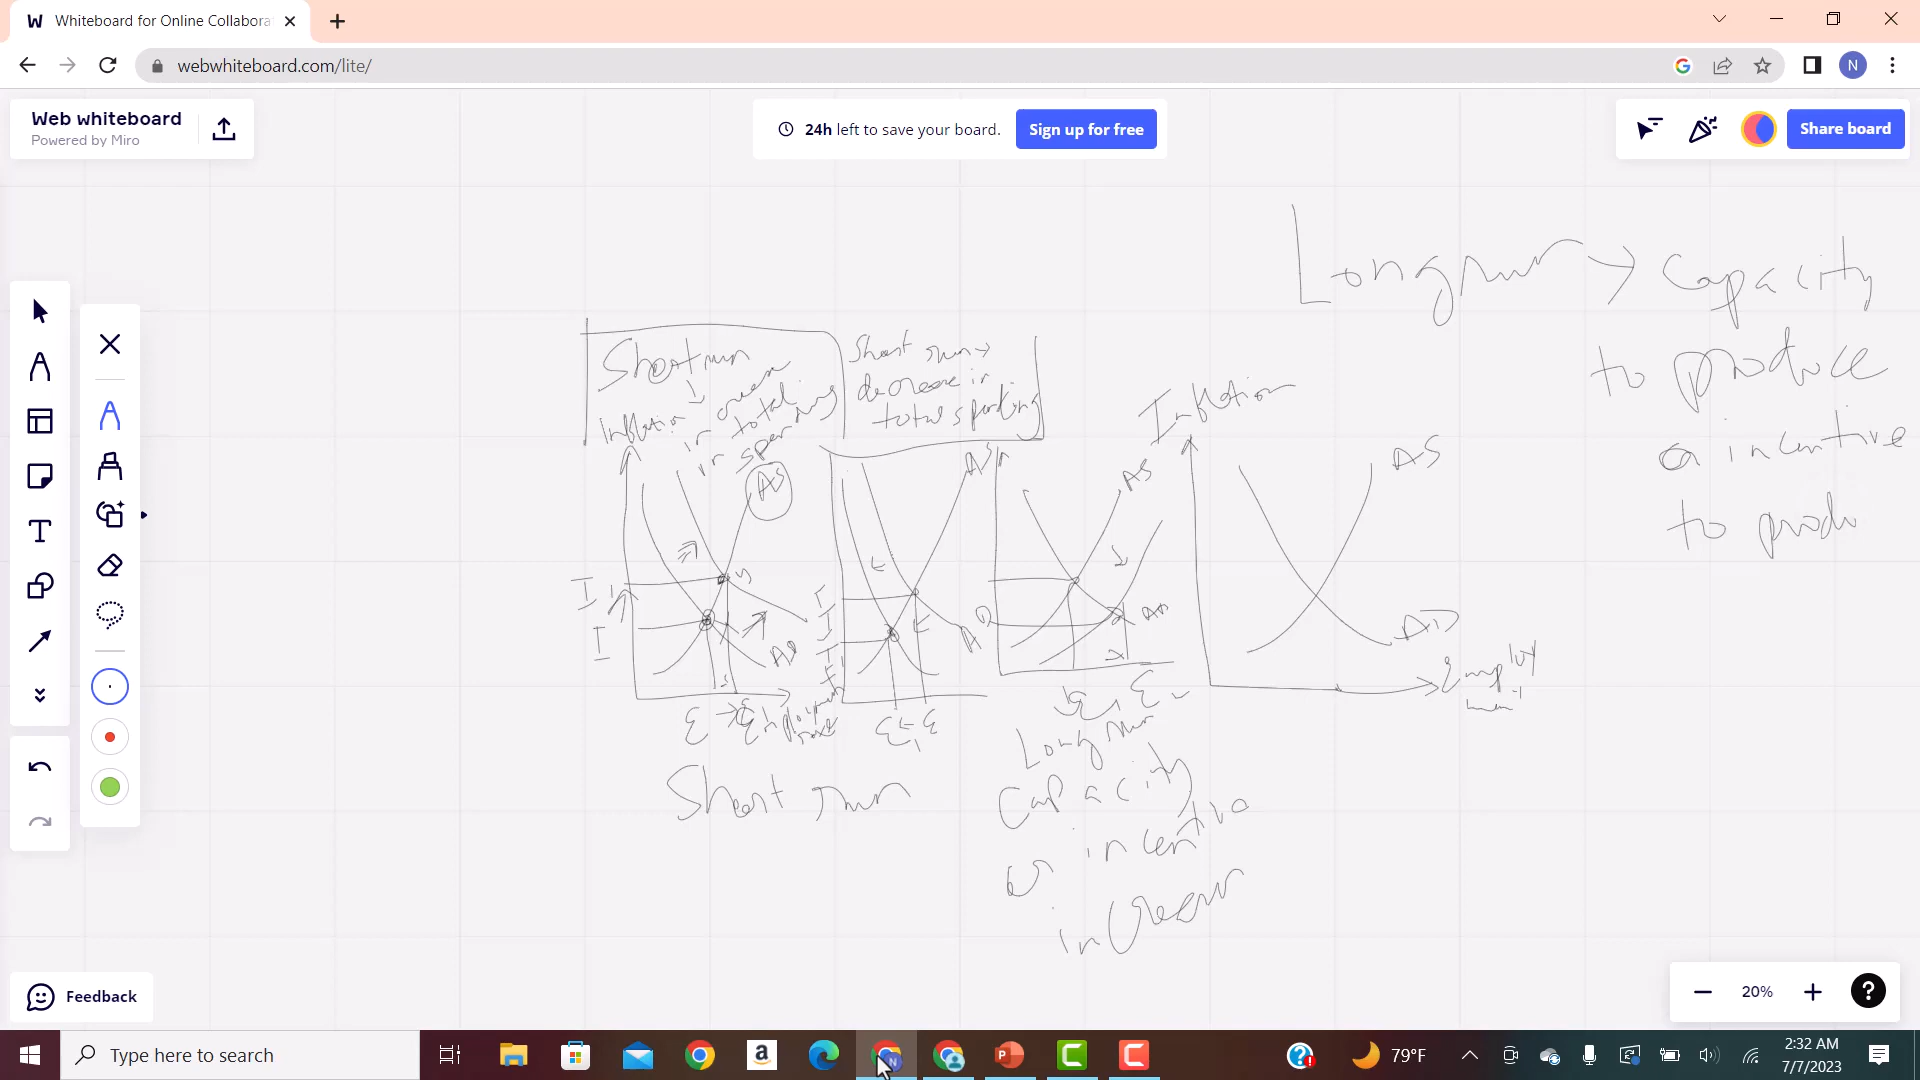 Whiteboard for Online Collabora
webwhiteboard.com/lite/
N
Web whiteboard
Powered by Miro
24h left to save your board.
Sign up for free
Share board
Long run → capacity
to produce
or incentive
to produ
Short run
Inflation
in total
Short run →
decrease in
total spending
Inflation
AS
AS
AS
AS
AD
AD
AD
I
I
Employ
Short run
Long run
Capacity
or incentive
increase
Feedback
20%
Type here to search
79°F
2:32 AM
7/7/2023